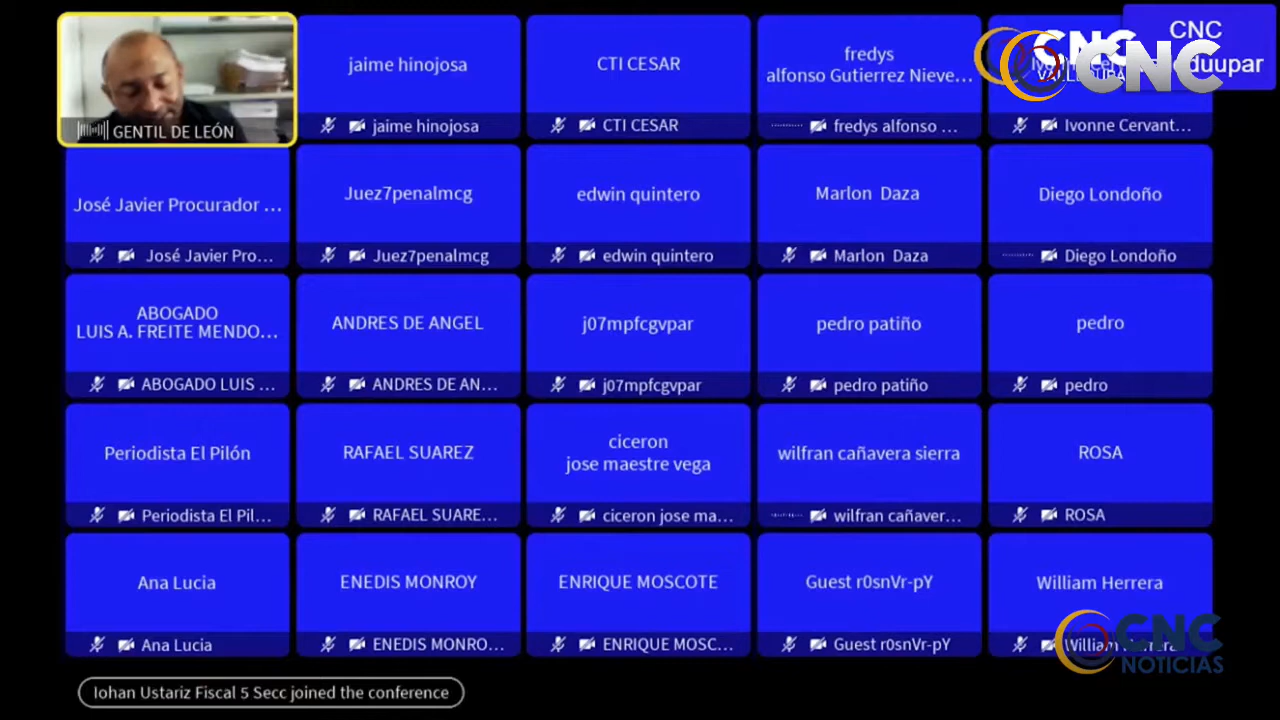 GENTIL DE LEÓN
jaime hinojosa
jaime hinojosa
CTI CESAR
CTI CESAR
fredys
alfonso Gutierrez Nieve...
fredys alfonso ...
CNC
CNC
CNC
duupar
Ivonne Cervant...
José Javier Procurador ...
José Javier Pro...
Juez7penalmcg
Juez7penalmcg
edwin quintero
edwin quintero
Marlon Daza
Marlon Daza
Diego Londoño
Diego Londoño
ABOGADO
LUIS A. FREITE MENDO...
ABOGADO LUIS ...
ANDRES DE ANGEL
ANDRES DE AN...
j07mpfcgvpar
j07mpfcgvpar
pedro patiño
pedro patiño
pedro
pedro
Periodista El Pilón
Periodista El Pil...
RAFAEL SUAREZ
RAFAEL SUARE...
ciceron
jose maestre vega
ciceron jose ma...
wilfran cañavera sierra
wilfran cañaver...
ROSA
ROSA
Ana Lucia
Ana Lucia
ENEDIS MONROY
ENEDIS MONRO...
ENRIQUE MOSCOTE
ENRIQUE MOSC...
Guest r0snVr-pY
Guest r0snVr-pY
William Herrera
William Herrera
CNC
NOTICIAS
Iohan Ustariz Fiscal 5 Secc joined the conference